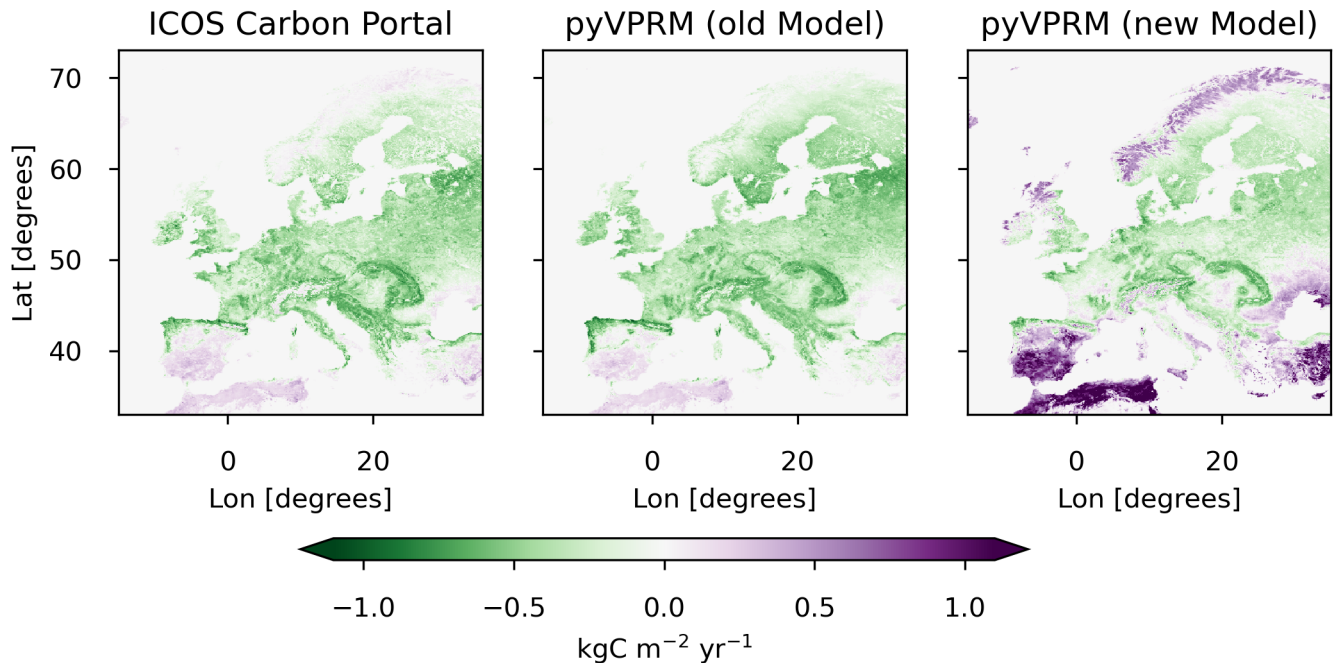 ICOS Carbon Portal
pyVPRM (old Model)
pyVPRM (new Model)
Lat [degrees]
70
60
50
40
0
20
0
20
0
20
Lon [degrees]
Lon [degrees]
Lon [degrees]
−1.0
−0.5
0.0
0.5
1.0
kgC m⁻² yr⁻¹